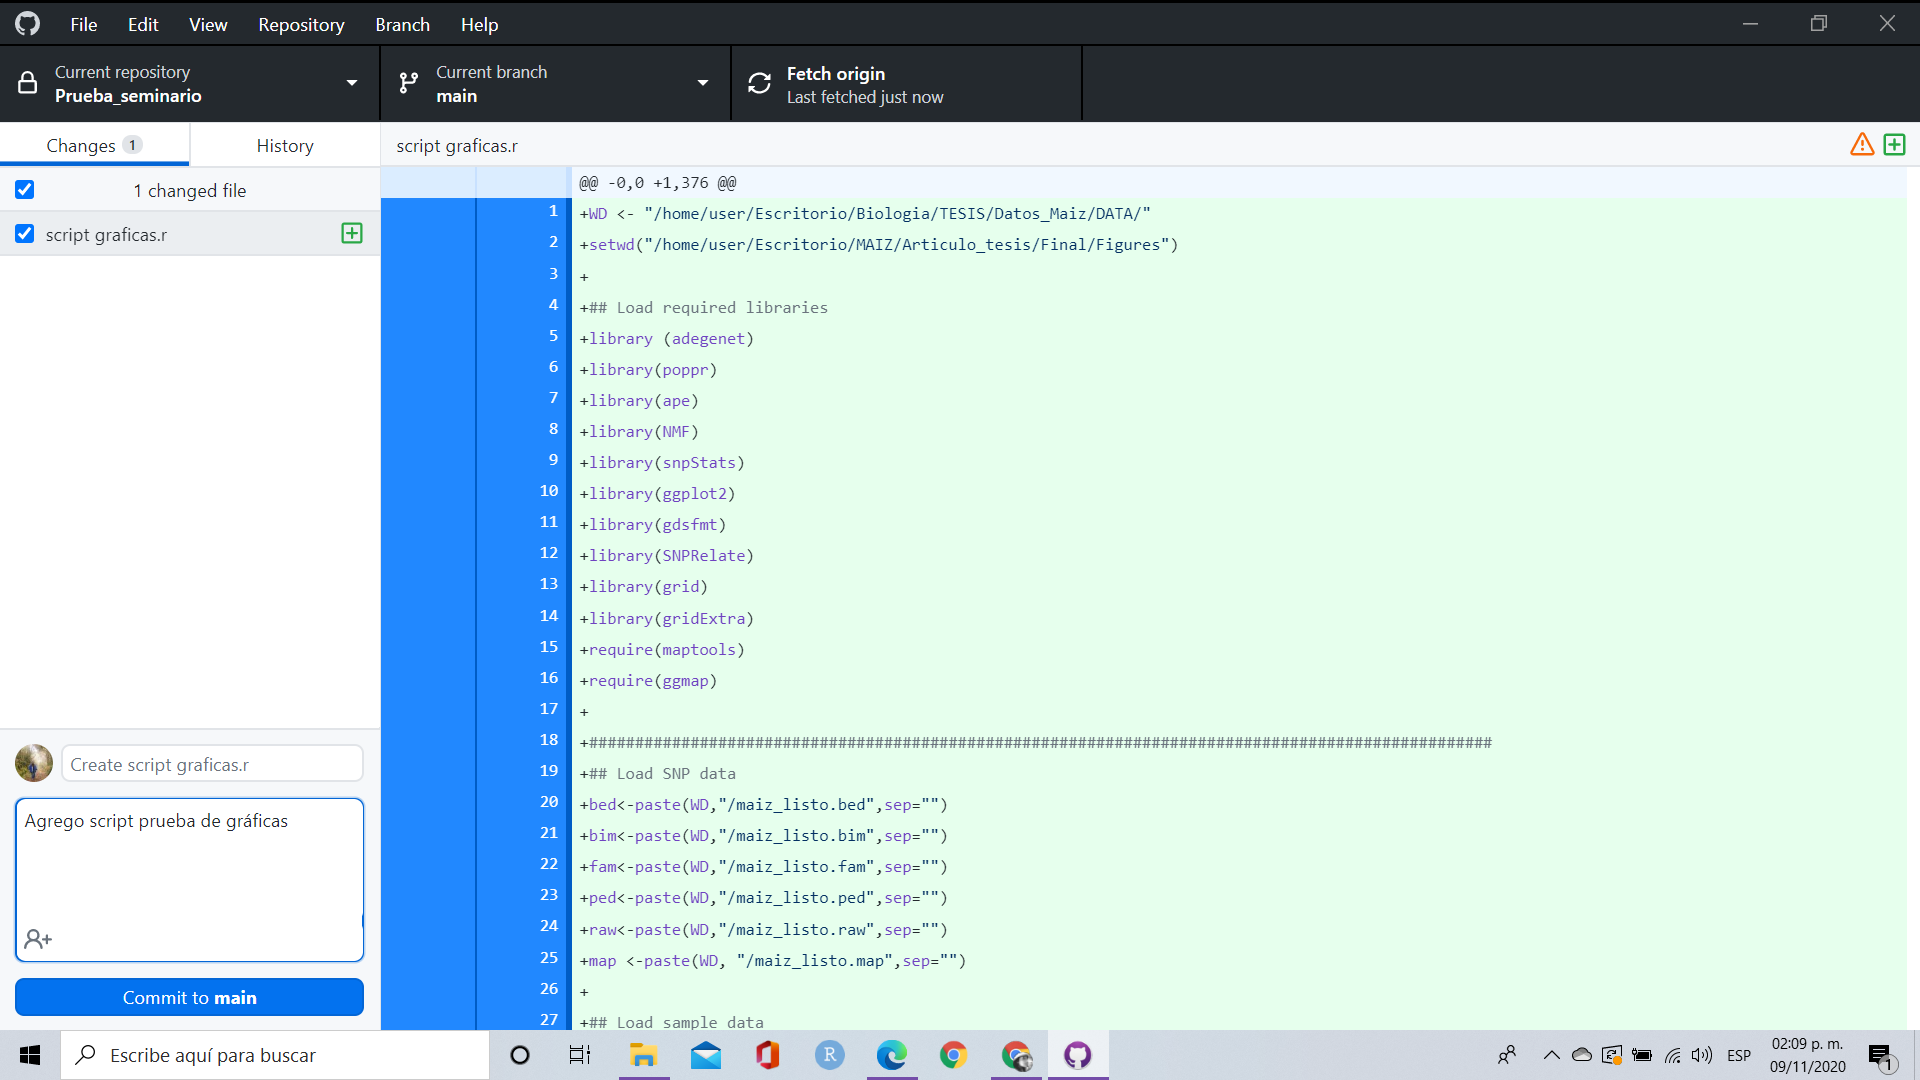 File Edit View Repository Branch Help
Current repository
Prueba_seminario
Current branch
main
Fetch origin
Last fetched just now
Changes 1
History
script graficas.r
1 changed file
script graficas.r
@@ -0,0 +1,376 @@
1 +WD <- "/home/user/Escritorio/Biologia/TESIS/Datos_Maiz/DATA/"
2 +setwd("/home/user/Escritorio/MAIZ/Articulo_tesis/Final/Figures")
3 +
4 +## Load required libraries
5 +library (adegenet)
6 +library(poppr)
7 +library(ape)
8 +library(NMF)
9 +library(snpStats)
10 +library(ggplot2)
11 +library(gdsfmt)
12 +library(SNPRelate)
13 +library(grid)
14 +library(gridExtra)
15 +require(maptools)
16 +require(ggmap)
17 +
18 +##################################################################################################
19 +## Load SNP data
20 +bed<-paste(WD,"/maiz_listo.bed",sep="")
21 +bim<-paste(WD,"/maiz_listo.bim",sep="")
22 +fam<-paste(WD,"/maiz_listo.fam",sep="")
23 +ped<-paste(WD,"/maiz_listo.ped",sep="")
24 +raw<-paste(WD,"/maiz_listo.raw",sep="")
25 +map <-paste(WD, "/maiz_listo.map",sep="")
26 +
27 +## Load sample data
Create script graficas.r
Agrego script prueba de gráficas
Commit to main
Escribe aquí para buscar
R
ESP
02:09 p. m.
09/11/2020
1